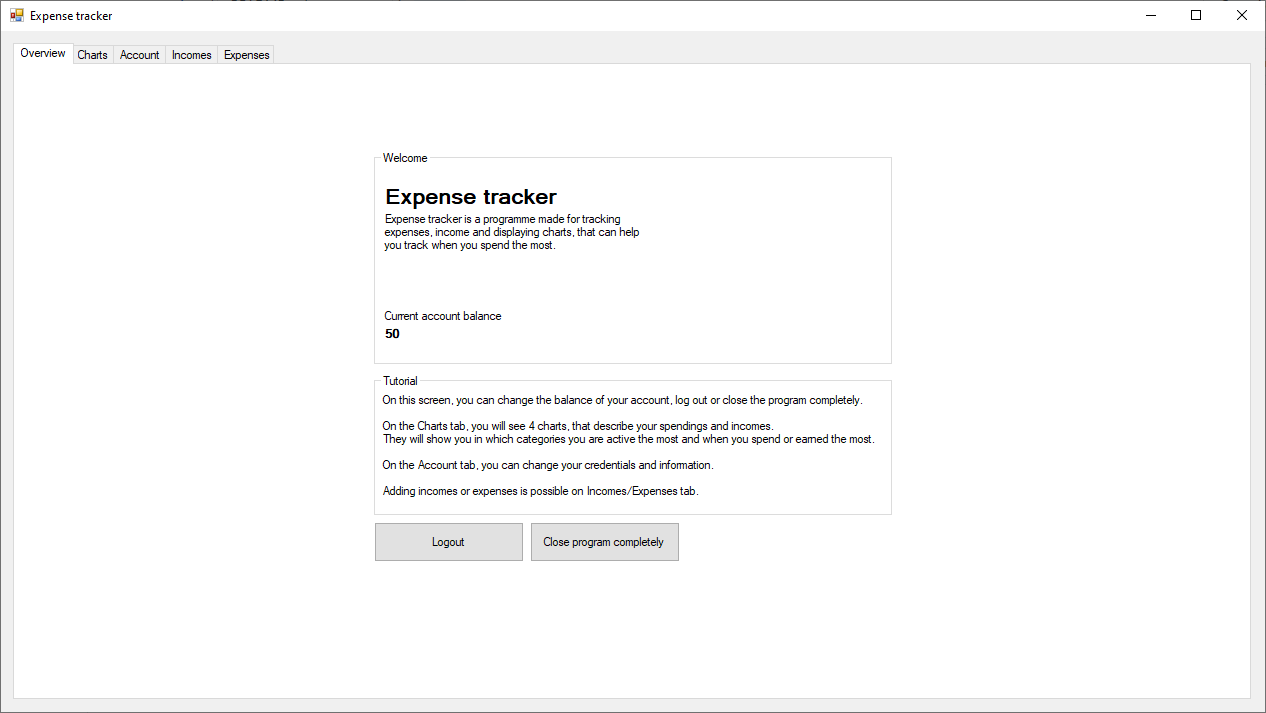 Expense tracker
Overview
Charts
Account
Incomes
Expenses
Welcome
Expense tracker
Expense tracker is a programme made for tracking
expenses, income and displaying charts, that can help
you track when you spend the most.
Current account balance
50
Tutorial
On this screen, you can change the balance of your account, log out or close the program completely.
On the Charts tab, you will see 4 charts, that describe your spendings and incomes.
They will show you in which categories you are active the most and when you spend or earned the most.
On the Account tab, you can change your credentials and information.
Adding incomes or expenses is possible on Incomes/Expenses tab.
Logout
Close program completely